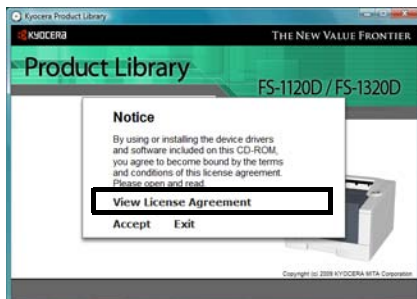 Kyocera Product Library
KYOCERA
THE NEW VALUE FRONTIER
Product Library
FS-1120D / FS-1320D
Notice
By using or installing the device drivers
and software included on this CD-ROM,
you agree to become bound by the terms
and conditions of this license agreement.
Please open and read.
View License Agreement
Accept Exit
Copyright (c) 2009 KYOCERA MITA Corporation